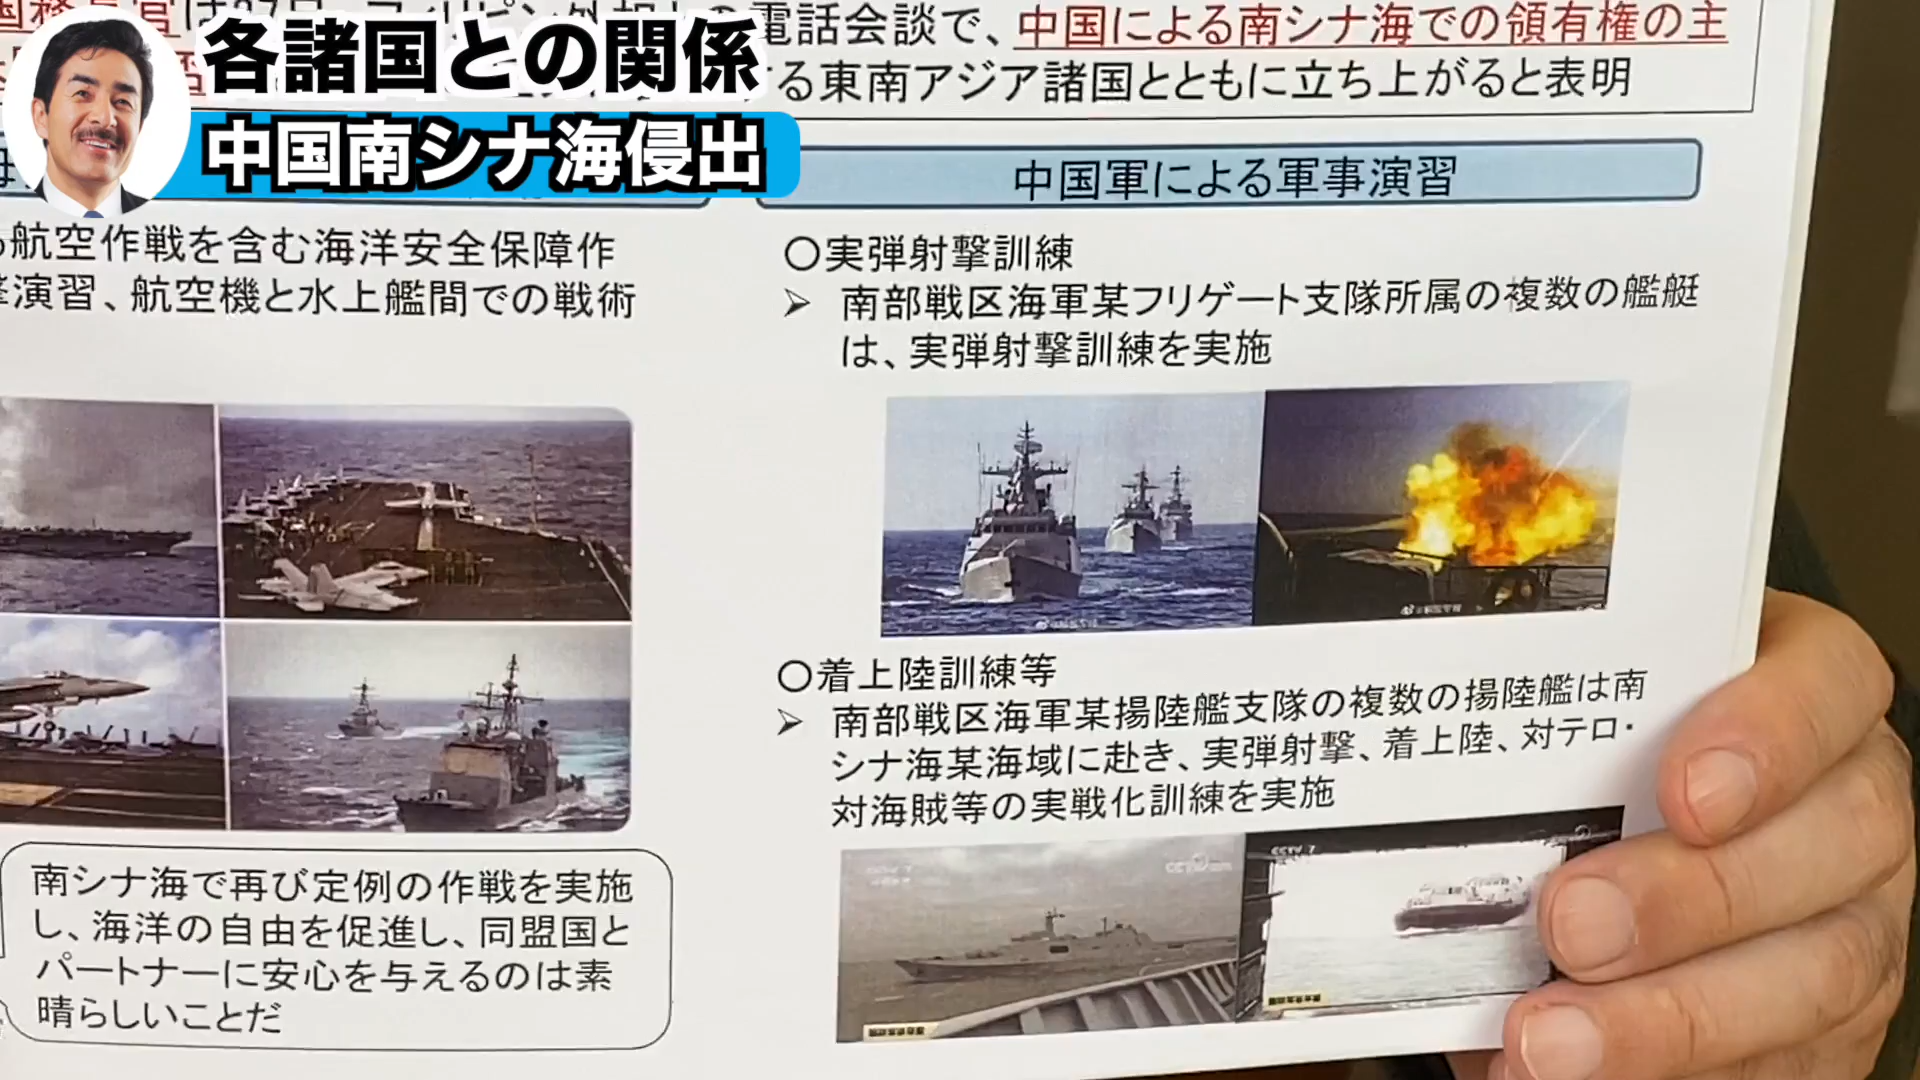 各諸国との関係
中国南シナ海侵出
電話会談で、中国による南シナ海での領有権の主
る東南アジア諸国とともに立ち上がると表明
航空作戦を含む海洋安全保障作
演習、航空機と水上艦間での戦術
南シナ海で再び定例の作戦を実施
し、海洋の自由を促進し、同盟国と
パートナーに安心を与えるのは素
晴らしいことだ
中国軍による軍事演習
〇実弾射撃訓練
➢ 南部戦区海軍某フリゲート支隊所属の複数の艦艇
は、実弾射撃訓練を実施
〇着上陸訓練等
➢ 南部戦区海軍某揚陸艦支隊の複数の揚陸艦は南
シナ海某海域に赴き、実弾射撃、着上陸、対テロ・
対海賊等の実戦化訓練を実施
CCTV 7